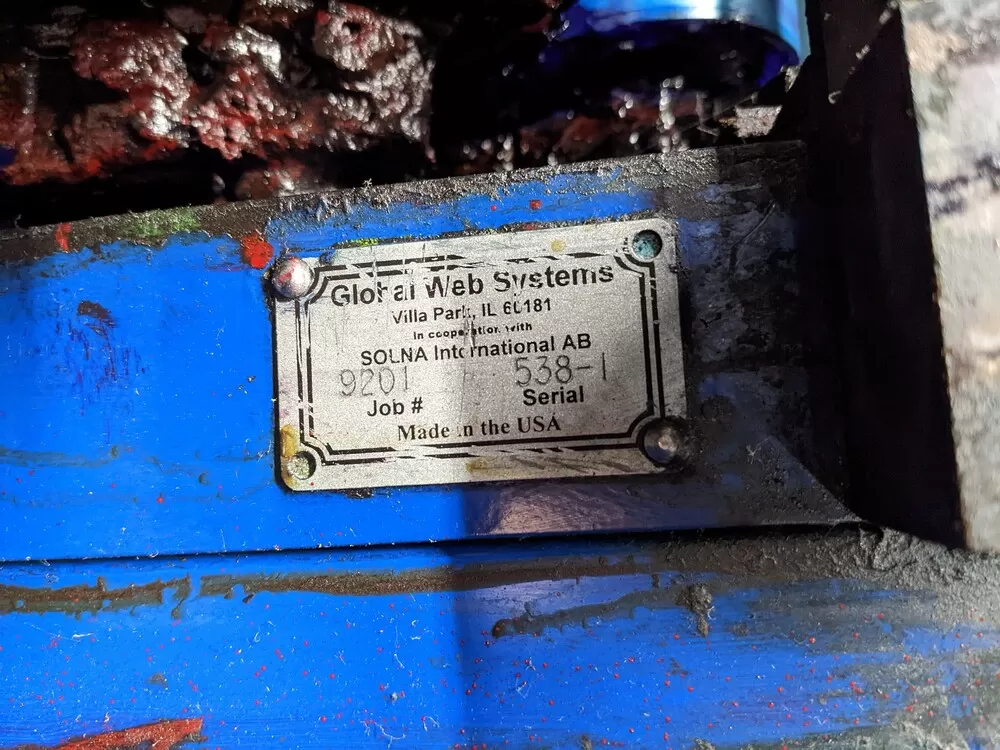 Global Web Systems
Villa Park, IL 60181
in cooperation with
SOLNA International AB
9201 538-1
Job # Serial
Made in the USA